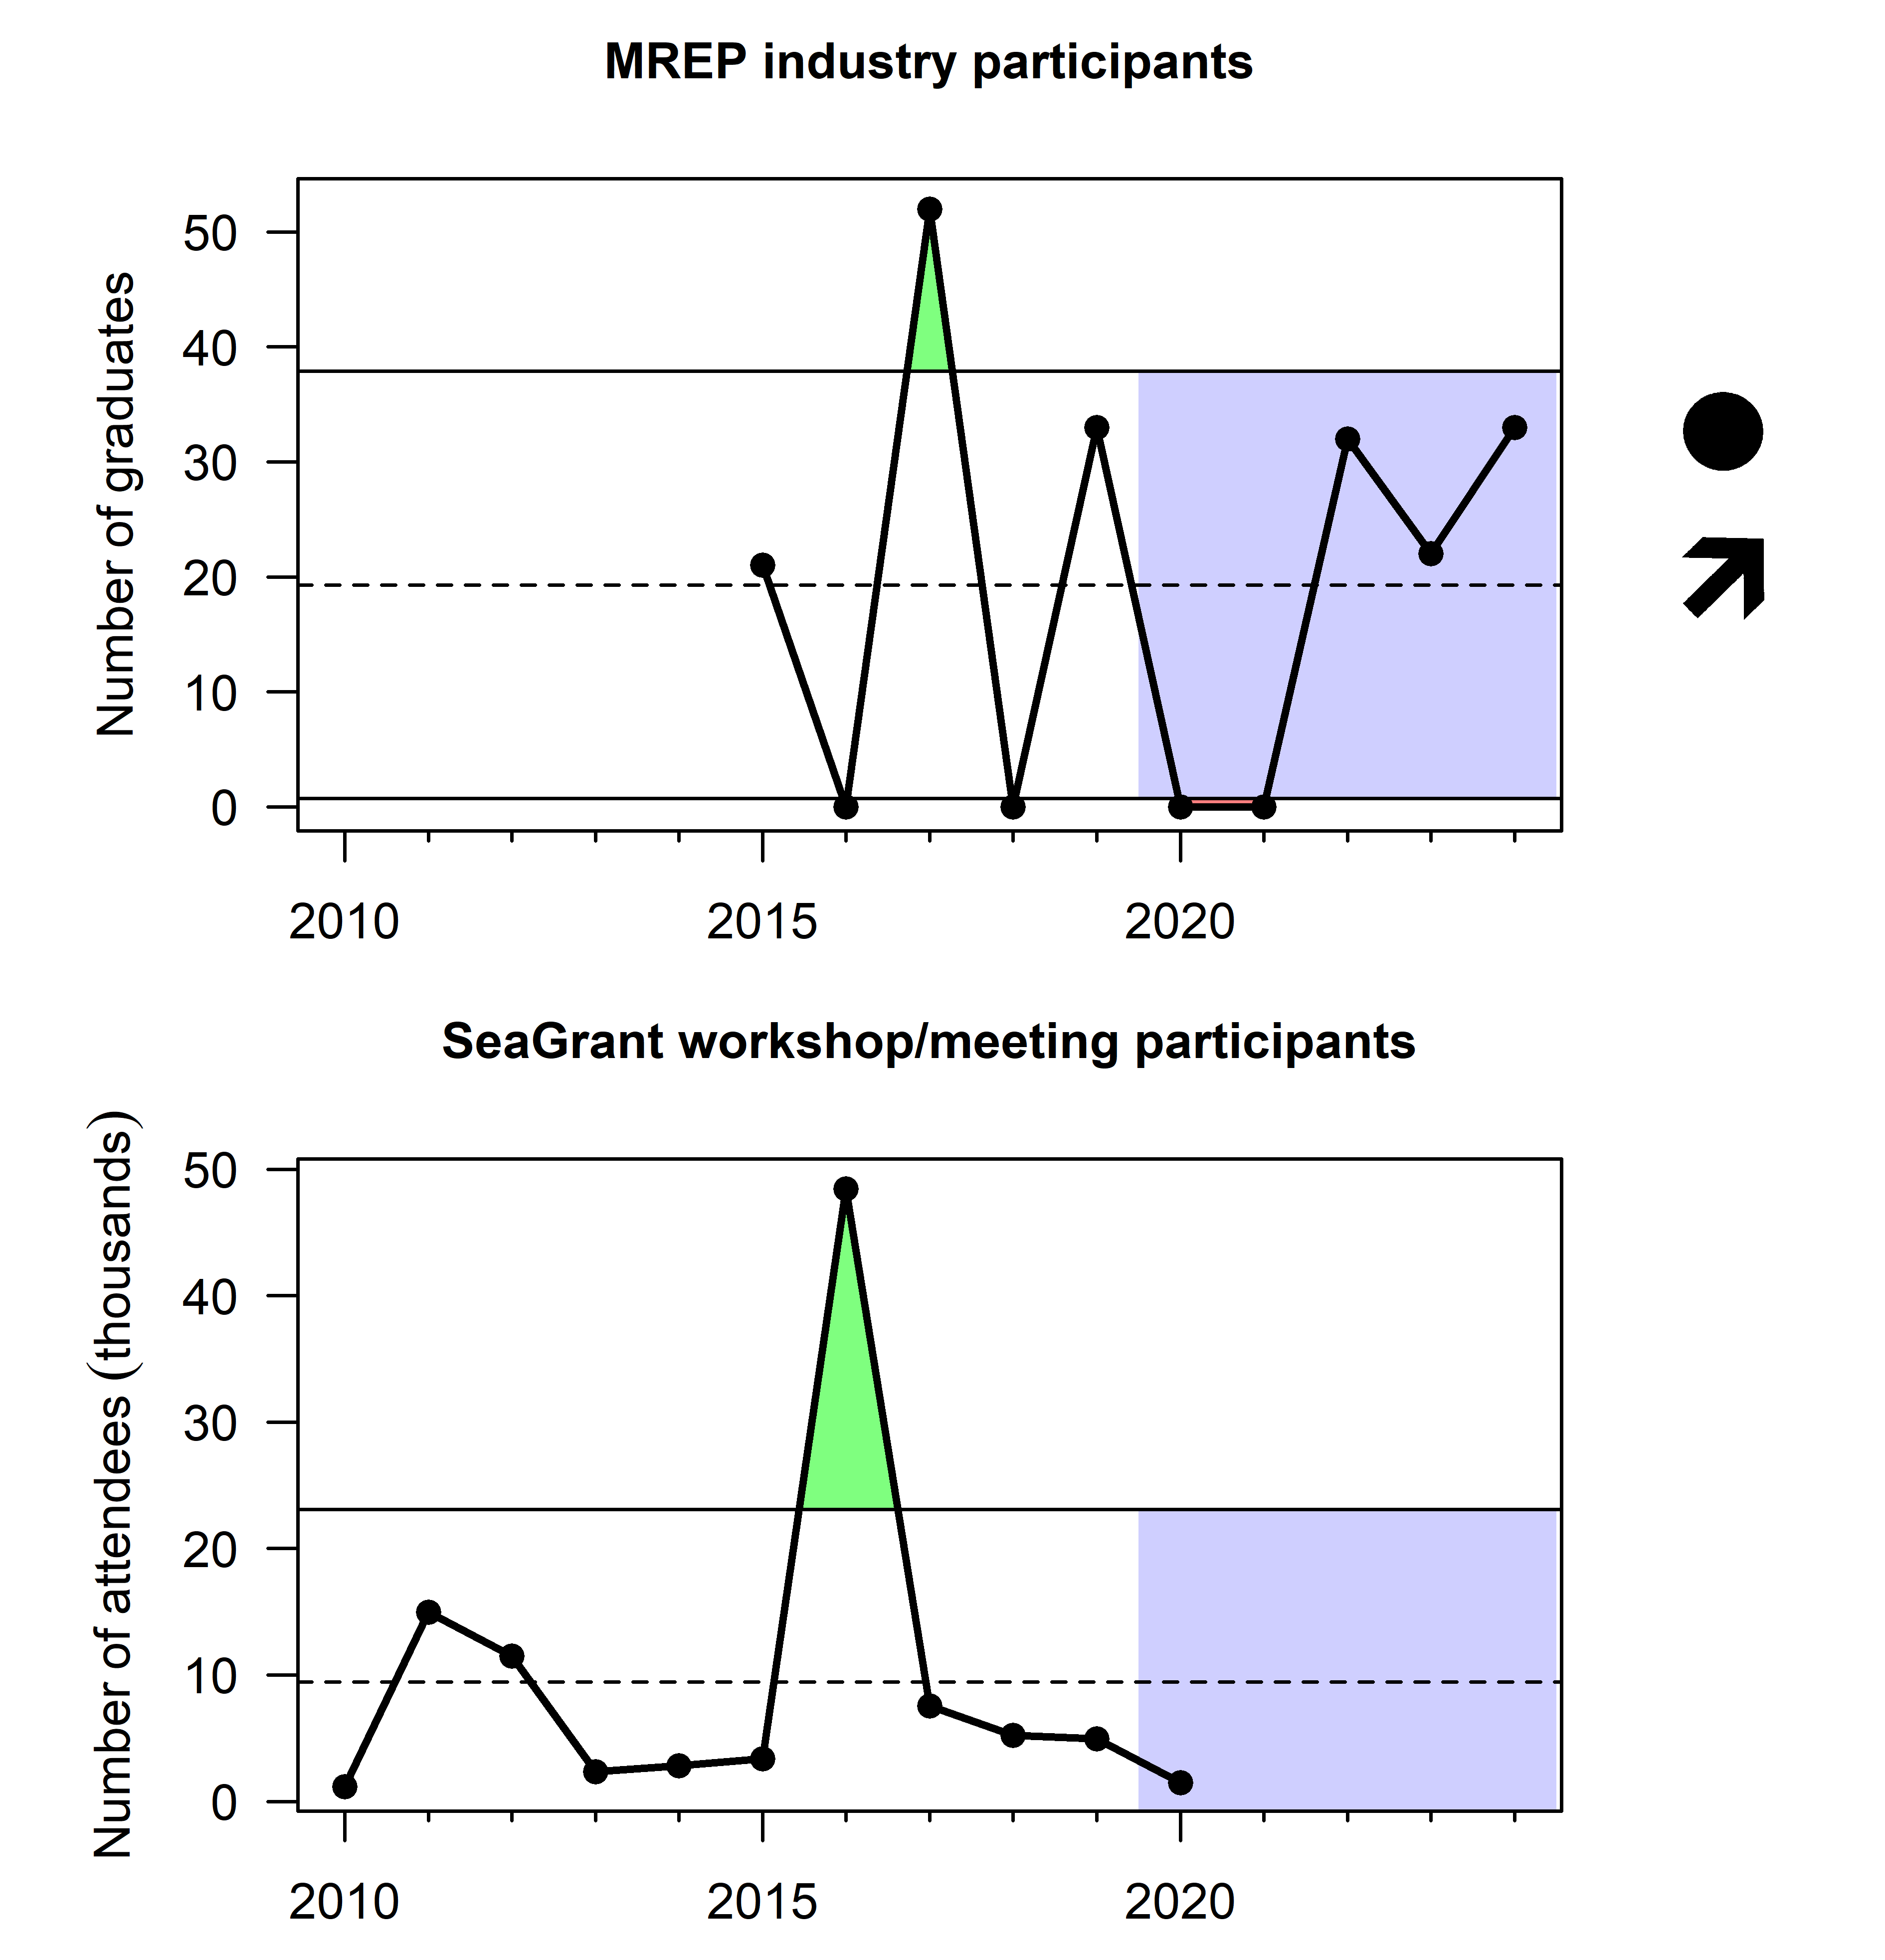 MREP industry participants
Number of graduates
50
40
30
20
10
0
2010 2015 2020
SeaGrant workshop/meeting participants
Number of attendees (thousands)
50
40
30
20
10
0
2010 2015 2020